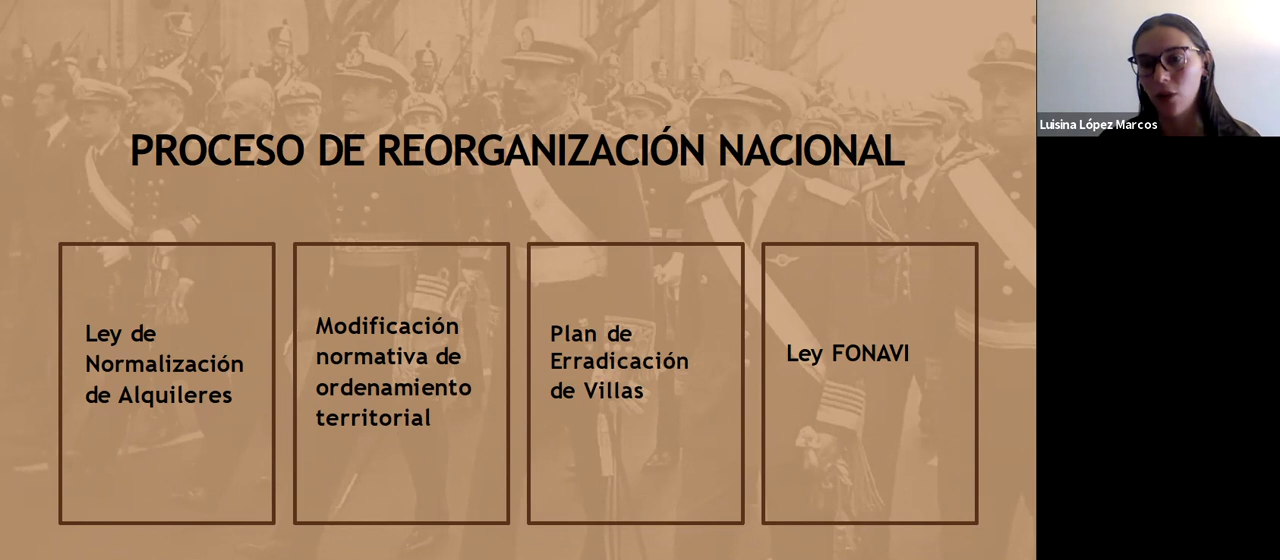 PROCESO DE REORGANIZACIÓN NACIONAL
Ley de
Normalización
de Alquileres
Modificación
normativa de
ordenamiento
territorial
Plan de
Erradicación
de Villas
Ley FONAVI
Luisina López Marcos